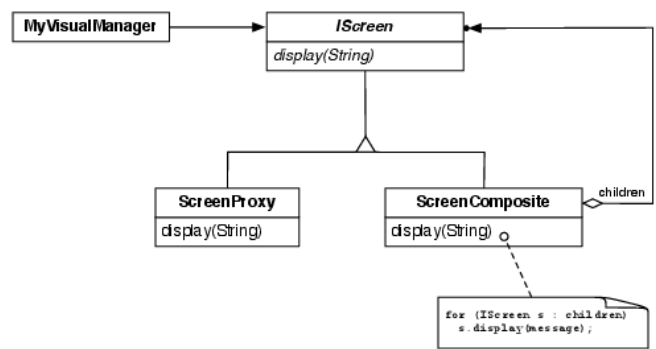 MyVisualManager
IScreen
display(String)
ScreenProxy
display(String)
ScreenComposite
display(String)
children
for (IScreen s : children)
s.display(message);